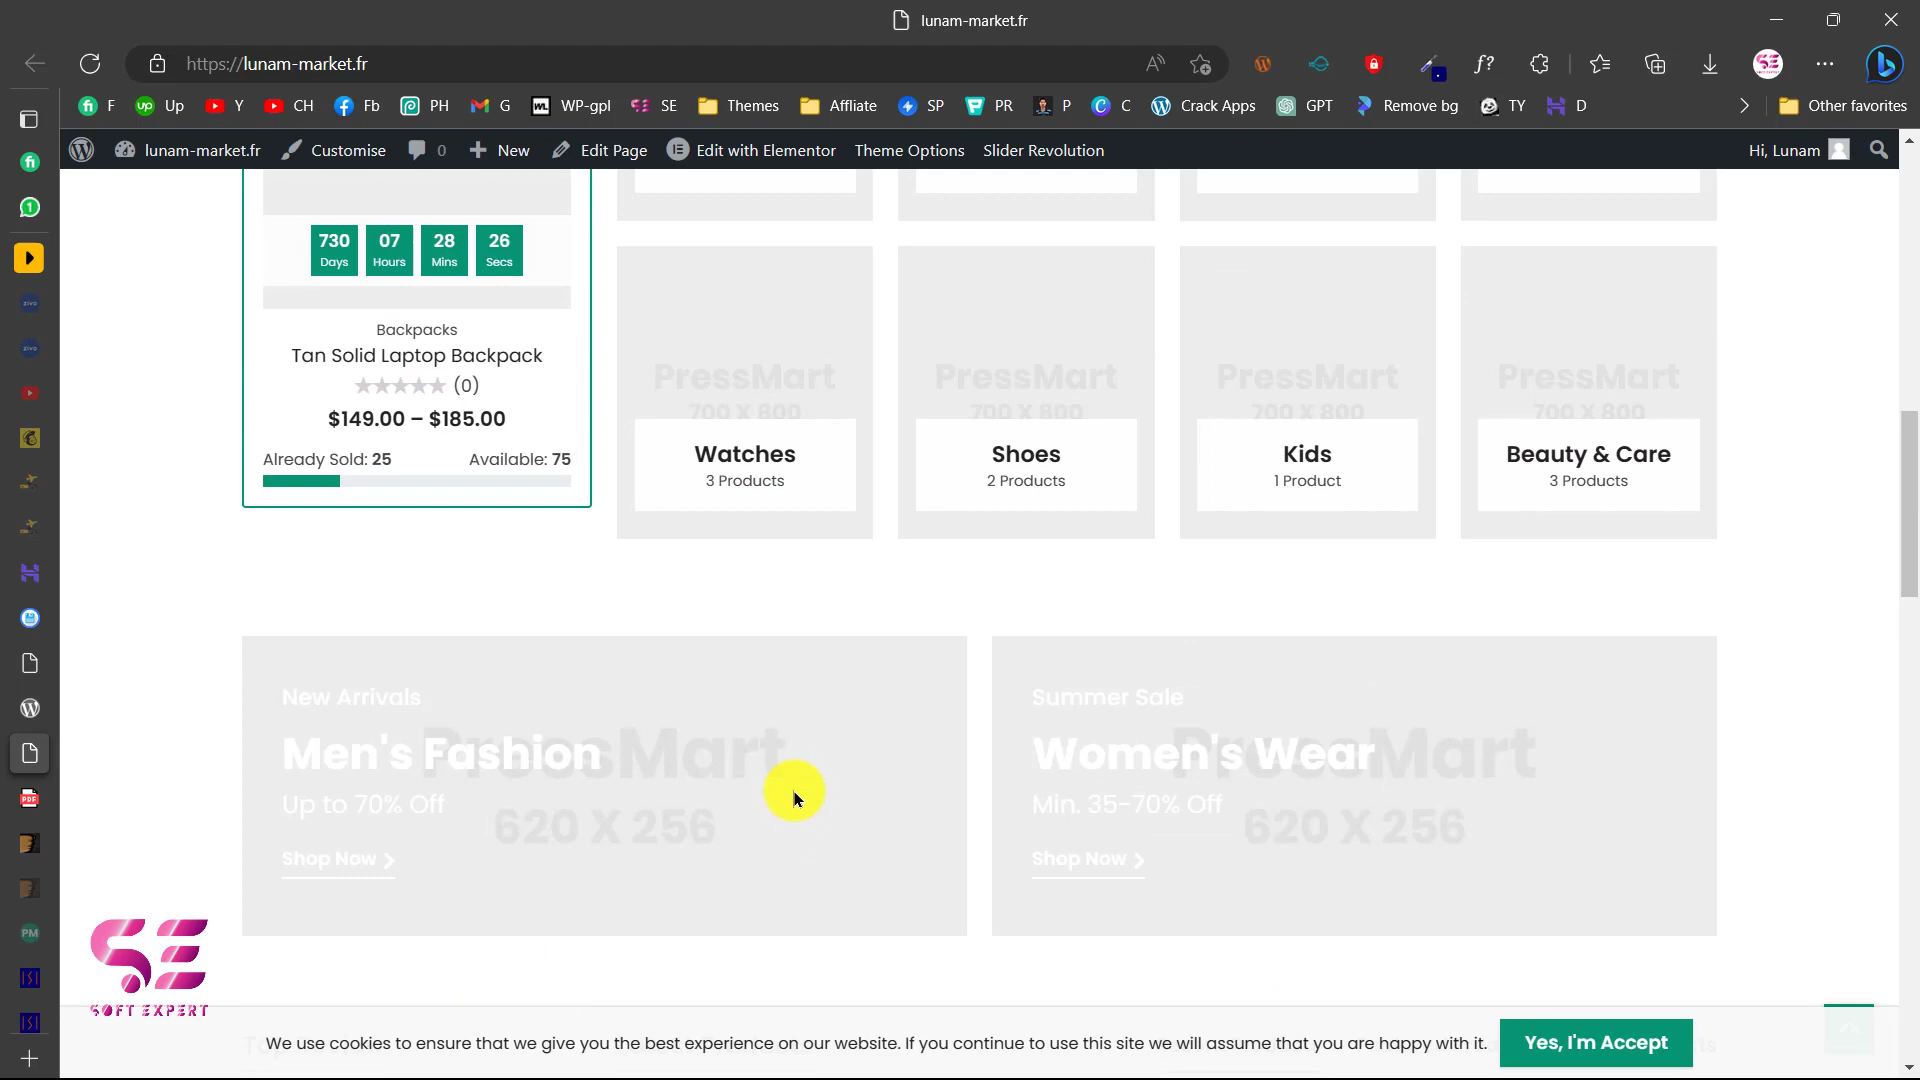 lunam-market.fr
https://lunam-market.fr
F
Up
Y
CH
Fb
PH
G
WP-gpl
SE
Themes
Affliate
SP
PR
P
C
Crack Apps
GPT
Remove bg
TY
D
Other favorites
lunam-market.fr
Customise
0
New
Edit Page
Edit with Elementor
Theme Options
Slider Revolution
Hi, Lunam
730 07 28 26
Days Hours Mins Secs
Backpacks
Tan Solid Laptop Backpack
(0)
$149.00 – $185.00
Already Sold: 25
Available: 75
PressMart
700 X 800
Watches
3 Products
PressMart
700 X 800
Shoes
2 Products
PressMart
700 X 800
Kids
1 Product
PressMart
700 X 800
Beauty & Care
3 Products
New Arrivals
Men's Fashion
Up to 70% Off
Shop Now
PressMart
620 X 256
Summer Sale
Women's Wear
Min. 35-70% Off
Shop Now
PressMart
620 X 256
SE
SOFT EXPERT
We use cookies to ensure that we give you the best experience on our website. If you continue to use this site we will assume that you are happy with it.
Yes, I'm Accept